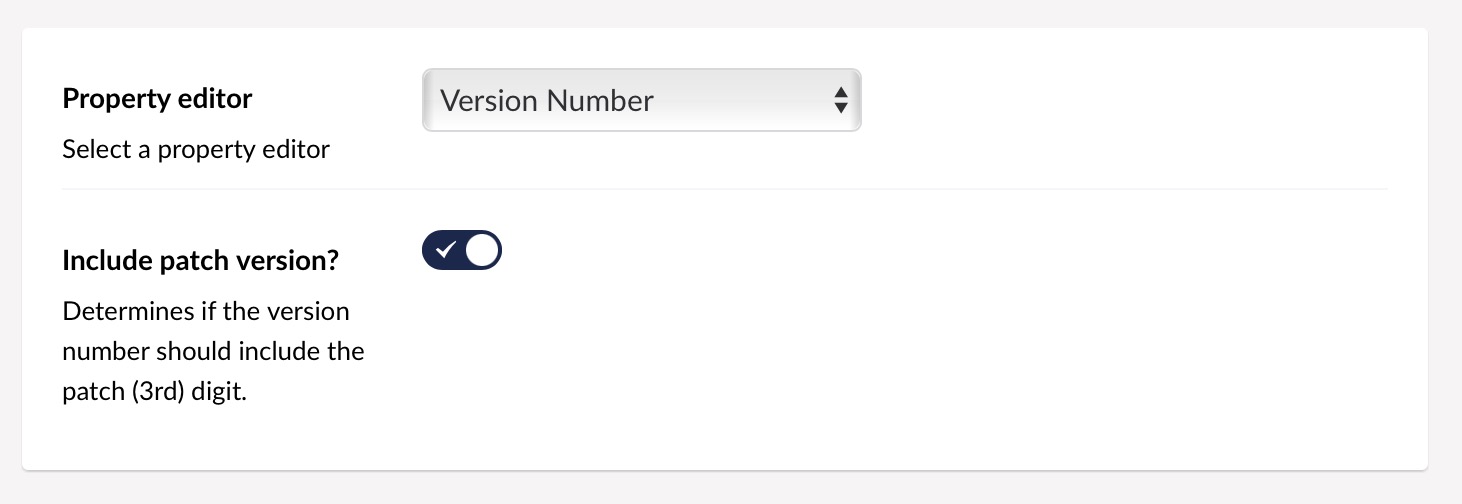 Property editor
Version Number
Select a property editor
Include patch version?
Determines if the version
number should include the
patch (3rd) digit.